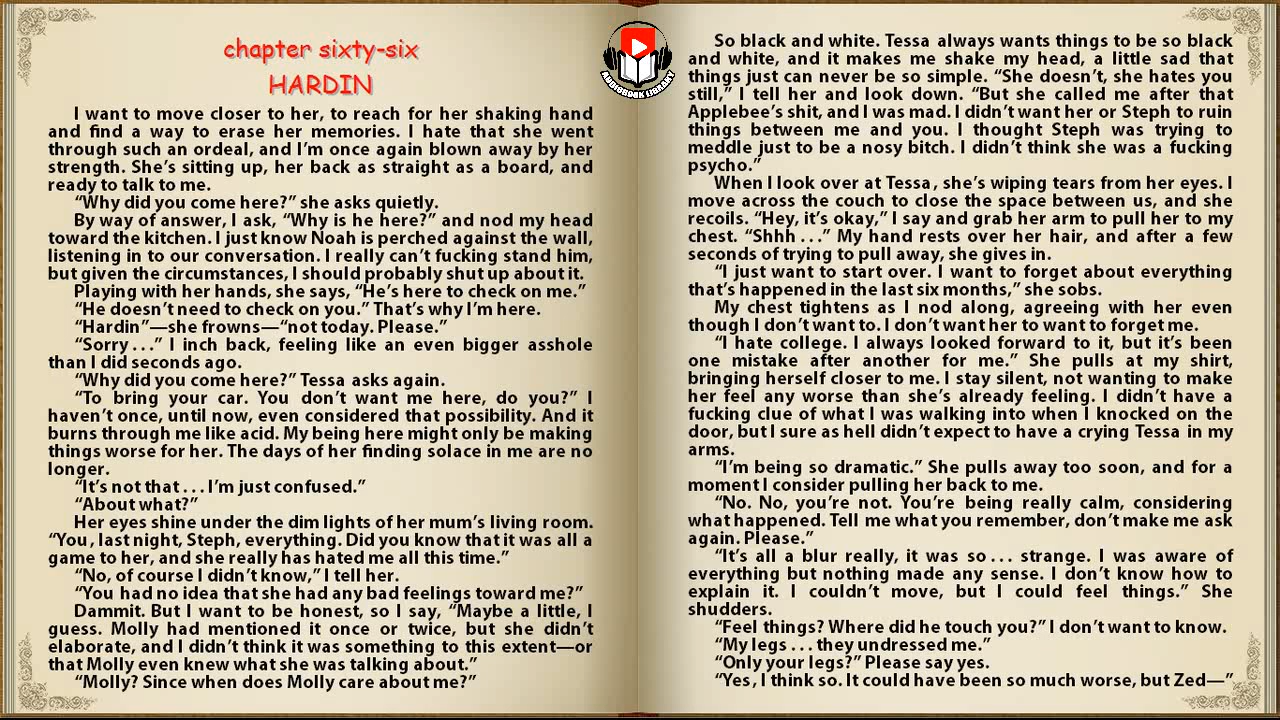 chapter sixty-six
HARDIN
I want to move closer to her, to reach for her shaking hand
and find a way to erase her memories. I hate that she went
through such an ordeal, and I’m once again blown away by her
strength. She’s sitting up, her back as straight as a board, and
ready to talk to me.
“Why did you come here?” she asks quietly.
By way of answer, I ask, “Why is he here?” and nod my head
toward the kitchen. I just know Noah is perched against the wall,
listening in to our conversation. I really can’t fucking stand him,
but given the circumstances, I should probably shut up about it.
Playing with her hands, she says, “He’s here to check on me.”
“He doesn’t need to check on you.” That’s why I’m here.
“Hardin”—she frowns—“not today. Please.”
“Sorry . . .” I inch back, feeling like an even bigger asshole
than I did seconds ago.
“Why did you come here?” Tessa asks again.
“To bring your car. You don’t want me here, do you?” I
haven’t once, until now, even considered that possibility. And it
burns through me like acid. My being here might only be making
things worse for her. The days of her finding solace in me are no
longer.
“It’s not that . . . I’m just confused.”
“About what?”
Her eyes shine under the dim lights of her mum’s living room.
“You, last night, Steph, everything. Did you know that it was all a
game to her, and she really has hated me all this time.”
“No, of course I didn’t know,” I tell her.
“You had no idea that she had any bad feelings toward me?”
Dammit. But I want to be honest, so I say, “Maybe a little, I
guess. Molly had mentioned it once or twice, but she didn’t
elaborate, and I didn’t think it was something to this extent—or
that Molly even knew what she was talking about.”
“Molly? Since when does Molly care about me?”
AUDIOBOOK LIBRARY
So black and white. Tessa always wants things to be so black
and white, and it makes me shake my head, a little sad that
things just can never be so simple. “She doesn’t, she hates you
still,” I tell her and look down. “But she called me after that
Applebee’s shit, and I was mad. I didn’t want her or Steph to ruin
things between me and you. I thought Steph was trying to
meddle just to be a nosy bitch. I didn’t think she was a fucking
psycho.”
When I look over at Tessa, she’s wiping tears from her eyes. I
move across the couch to close the space between us, and she
recoils. “Hey, it’s okay,” I say and grab her arm to pull her to my
chest. “Shhh . . .” My hand rests over her hair, and after a few
seconds of trying to pull away, she gives in.
“I just want to start over. I want to forget about everything
that’s happened in the last six months,” she sobs.
My chest tightens as I nod along, agreeing with her even
though I don’t want to. I don’t want her to want to forget me.
“I hate college. I always looked forward to it, but it’s been
one mistake after another for me.” She pulls at my shirt,
bringing herself closer to me. I stay silent, not wanting to make
her feel any worse than she’s already feeling. I didn’t have a
fucking clue of what I was walking into when I knocked on the
door, but I sure as hell didn’t expect to have a crying Tessa in my
arms.
“I’m being so dramatic.” She pulls away too soon, and for a
moment I consider pulling her back to me.
“No. No, you’re not. You’re being really calm, considering
what happened. Tell me what you remember, don’t make me ask
again. Please.”
“It’s all a blur really, it was so . . . strange. I was aware of
everything but nothing made any sense. I don’t know how to
explain it. I couldn’t move, but I could feel things.” She
shudders.
“Feel things? Where did he touch you?” I don’t want to know.
“My legs . . . they undressed me.”
“Only your legs?” Please say yes.
“Yes, I think so. It could have been so much worse, but Zed—”